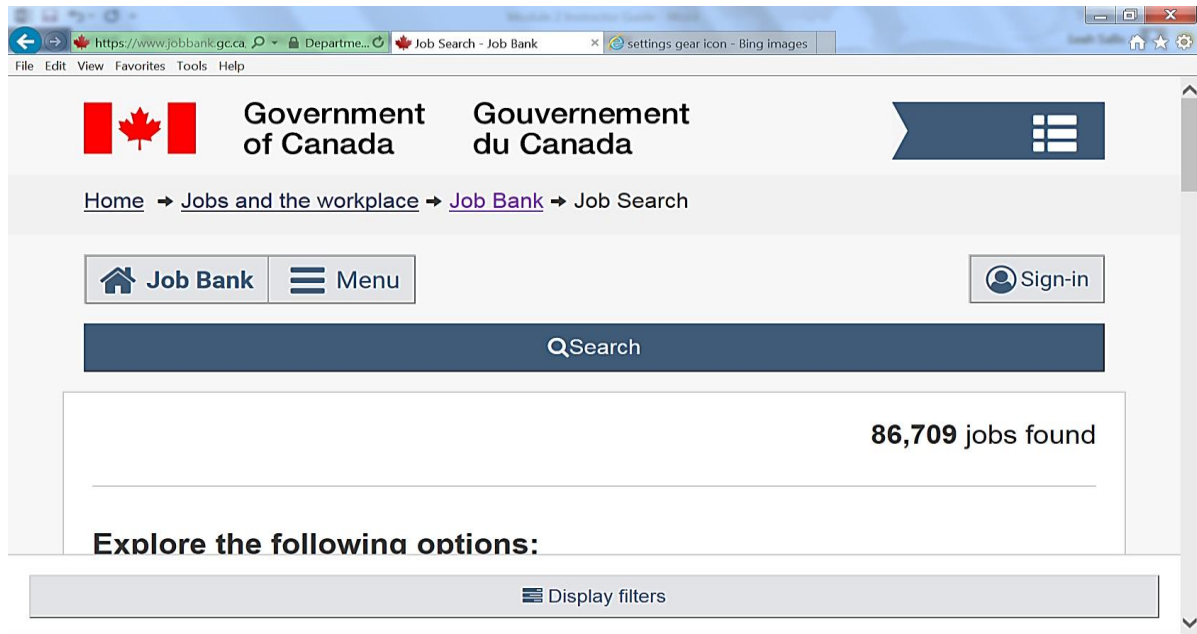 https://www.jobbank.gc.ca Departme... Job Search - Job Bank settings gear icon - Bing images
File Edit View Favorites Tools Help
Government of Canada
Gouvernement du Canada
Home → Jobs and the workplace → Job Bank → Job Search
Job Bank Menu Sign-in
Search
86,709 jobs found
Explore the following options:
Display filters